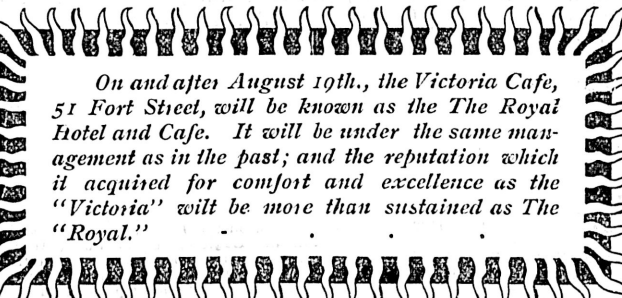 On and after August 19th., the Victoria Cafe,
51 Fort Street, will be known as the The Royal
Hotel and Cafe. It will be under the same man-
agement as in the past; and the reputation which
it acquired for comfort and excellence as the
"Victoria" wilt be more than sustained as The
"Royal."